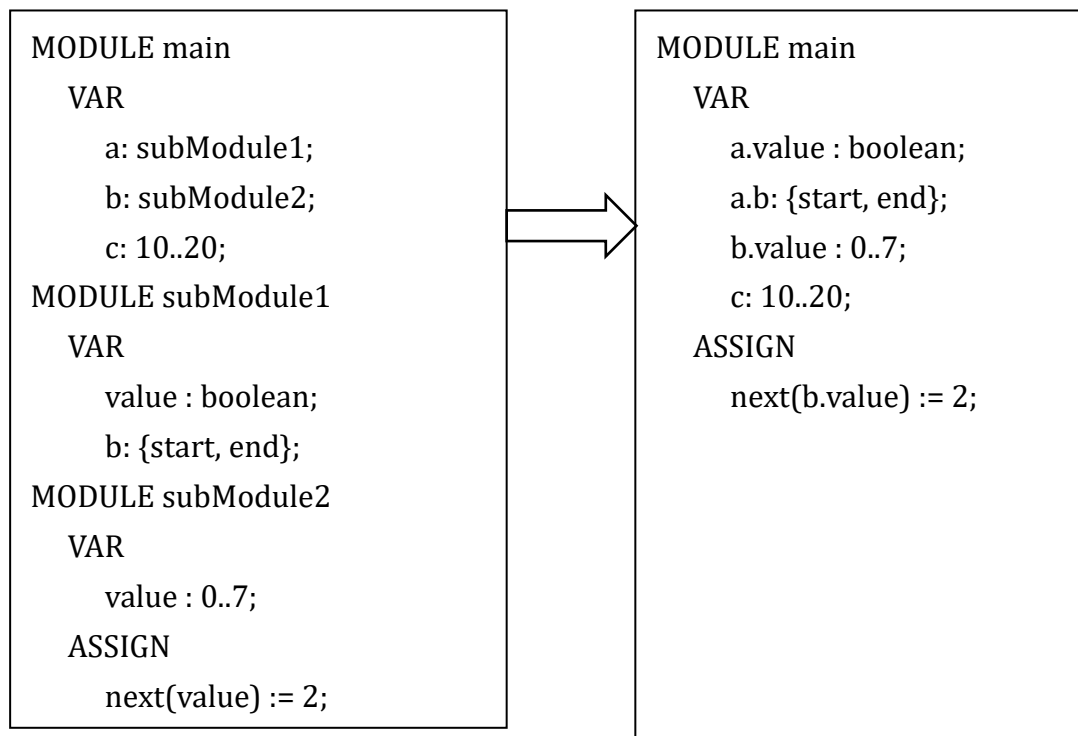 MODULE main
VAR
a: subModule1;
b: subModule2;
c: 10..20;
MODULE subModule1
VAR
value : boolean;
b: {start, end};
MODULE subModule2
VAR
value : 0..7;
ASSIGN
next(value) := 2;
MODULE main
VAR
a.value : boolean;
a.b: {start, end};
b.value : 0..7;
c: 10..20;
ASSIGN
next(b.value) := 2;